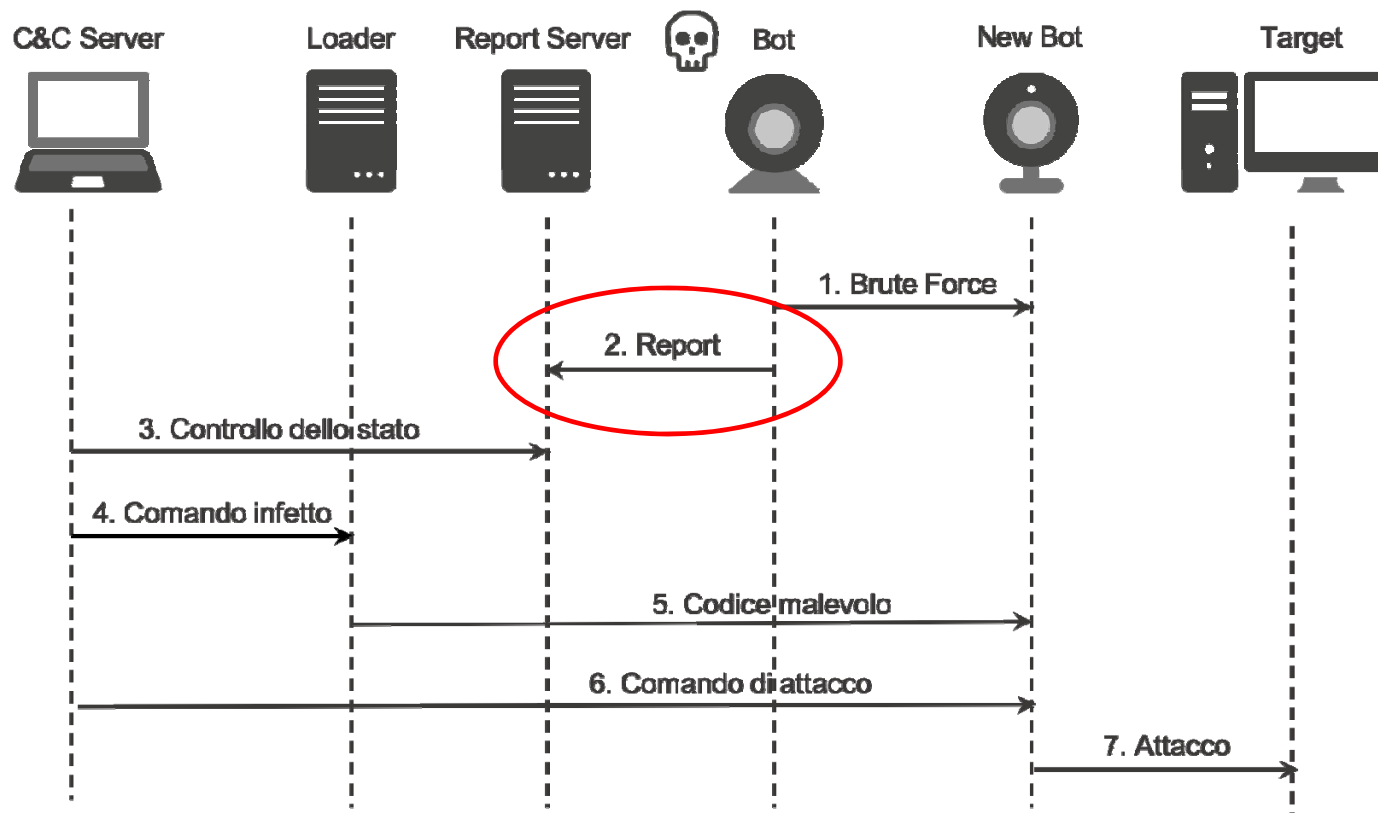 C&C Server
Loader
Report Server
Bot
New Bot
Target
1. Brute Force
2. Report
3. Controllo dello stato
4. Comando infetto
5. Codice malevolo
6. Comando di attacco
7. Attacco